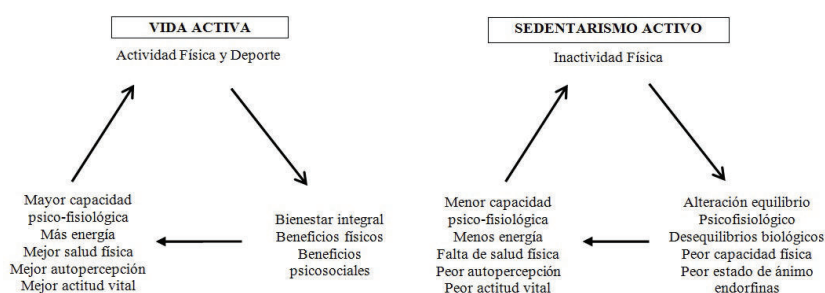 VIDA ACTIVA
Actividad Física y Deporte
Mayor capacidad
psico-fisiológica
Más energía
Mejor salud física
Mejor autopercepción
Mejor actitud vital
Bienestar integral
Beneficios físicos
Beneficios
psicosociales
SEDENTARISMO ACTIVO
Inactividad Física
Menor capacidad
psico-fisiológica
Menos energía
Falta de salud física
Peor autopercepción
Peor actitud vital
Alteración equilibrio
Psicofisiológico
Desequilibrios biológicos
Peor capacidad física
Peor estado de ánimo
endorfinas